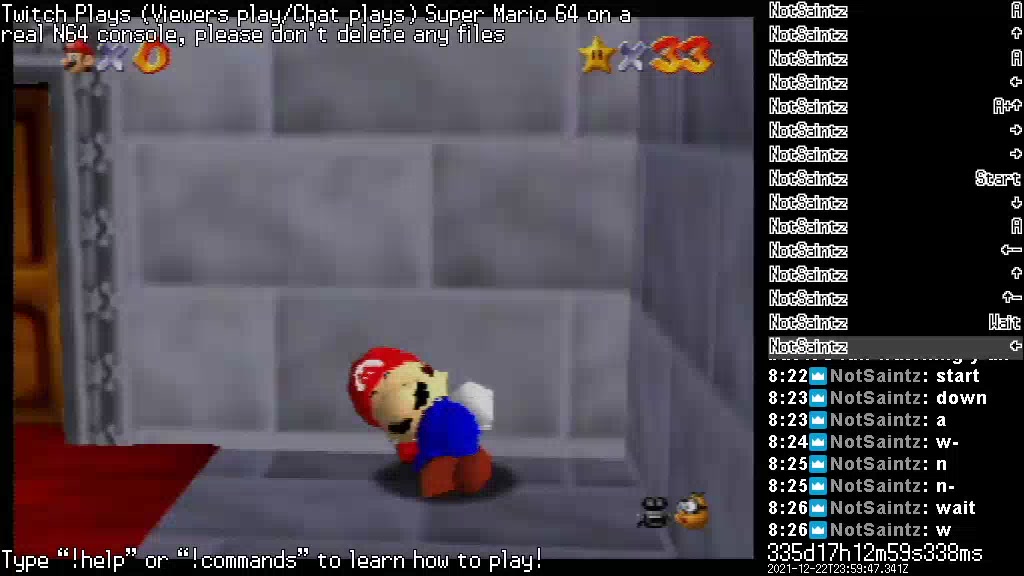 Twitch Plays (Viewers play/Chat plays) Super Mario 64 on a
real N64 console, please don't delete any files
0
33
NotSaintz A
NotSaintz ↑
NotSaintz A
NotSaintz ←
NotSaintz A+↑
NotSaintz →
NotSaintz →
NotSaintz Start
NotSaintz ↓
NotSaintz A
NotSaintz ←–
NotSaintz ↑
NotSaintz ↑–
NotSaintz Wait
NotSaintz ←
8:22 NotSaintz: start
8:23 NotSaintz: down
8:23 NotSaintz: a
8:24 NotSaintz: w-
8:25 NotSaintz: n
8:25 NotSaintz: n-
8:26 NotSaintz: wait
8:26 NotSaintz: w
335d17h12m59s338ms
2021-12-22T23:59:47.341Z
Type “!help” or “!commands” to learn how to play!